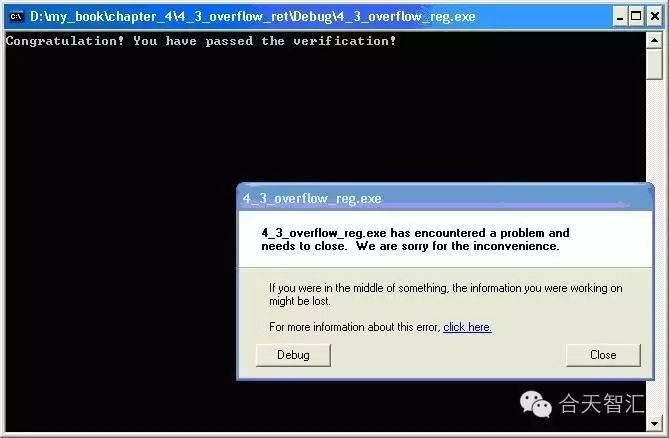 D:\my_book\chapter_4\4_3_overflow_ret\Debug\4_3_overflow_reg.exe
Congratulation! You have passed the verification!
4_3_overflow_reg.exe
4_3_overflow_reg.exe has encountered a problem and
needs to close. We are sorry for the inconvenience.
If you were in the middle of something, the information you were working on
might be lost.
For more information about this error, click here.
Debug
Close
合天智汇